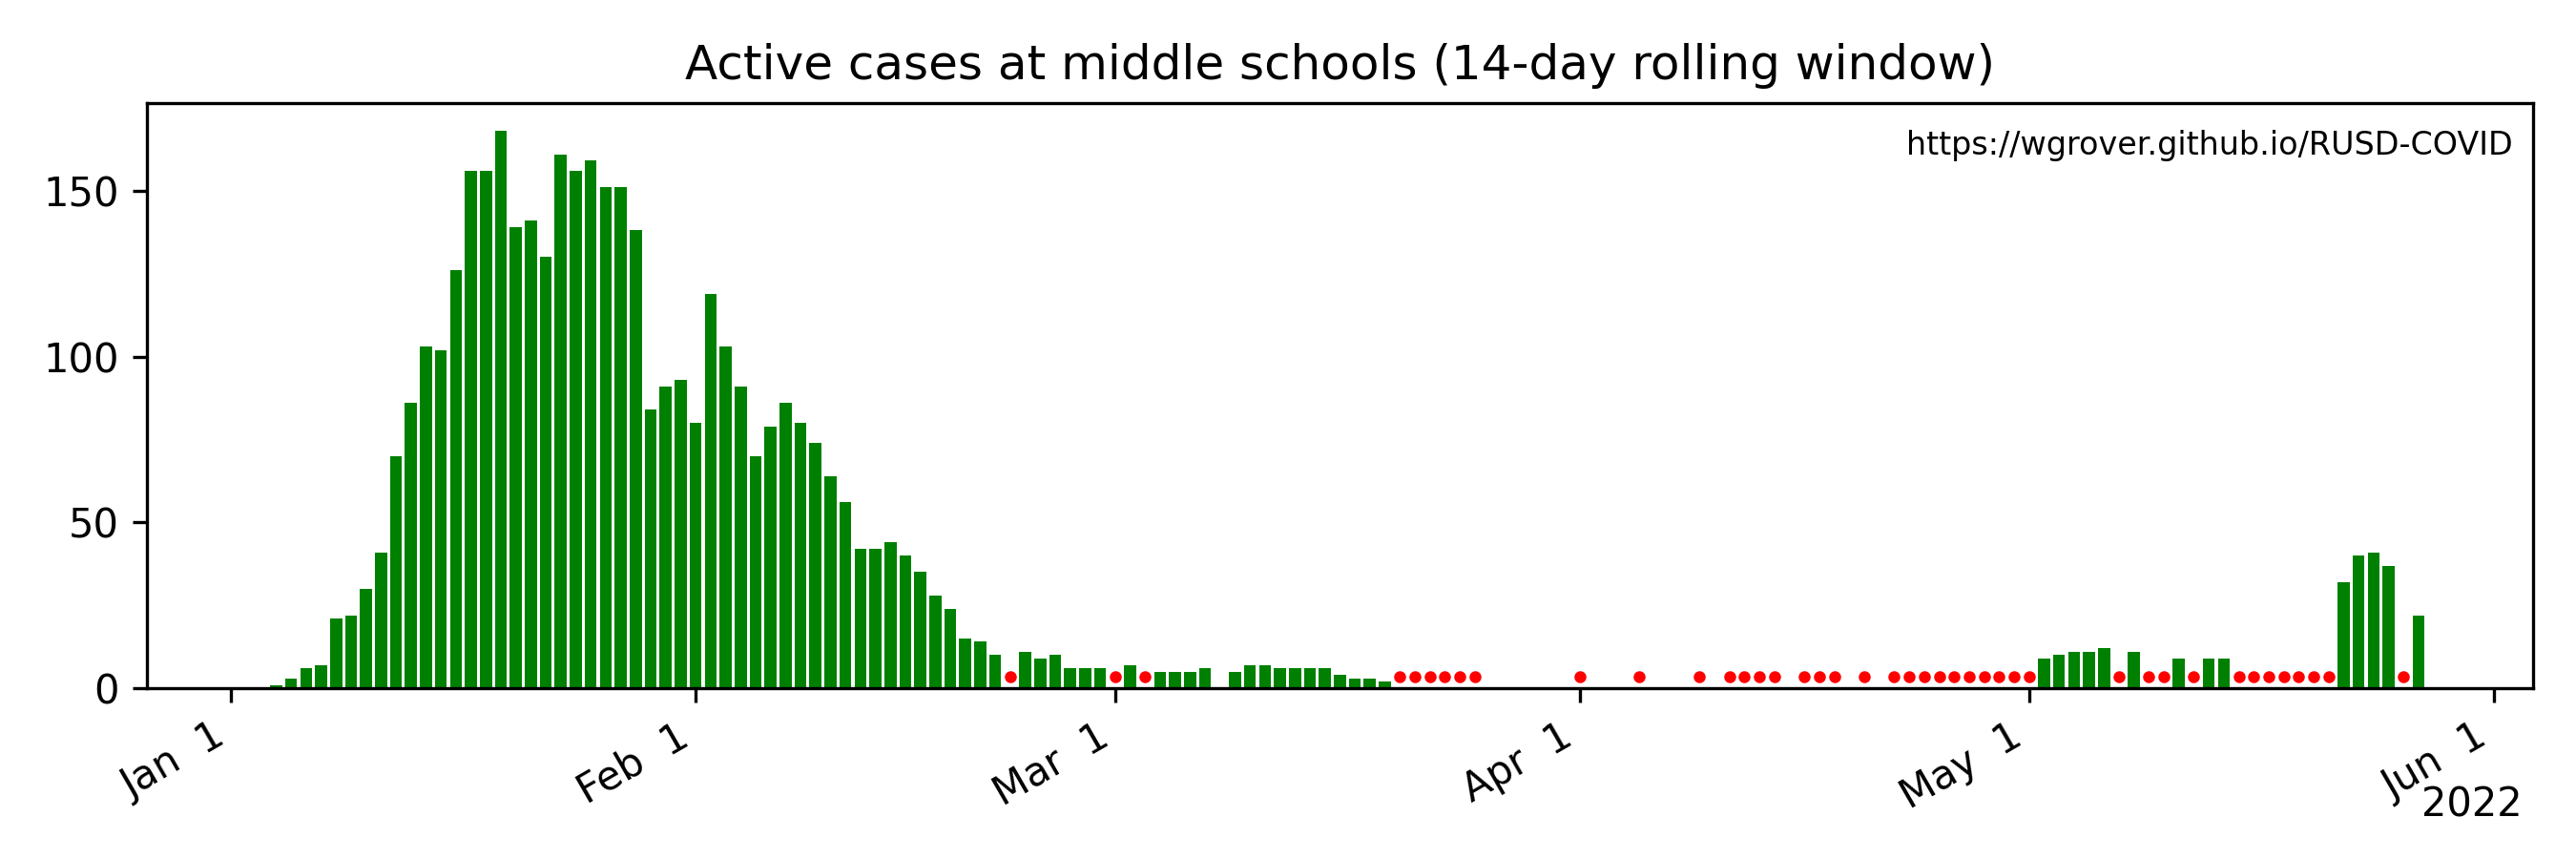 Active cases at middle schools (14-day rolling window)
https://wgrover.github.io/RUSD-COVID
150
100
50
0
Jan 1
Feb 1
Mar 1
Apr 1
May 1
Jun 1
2022